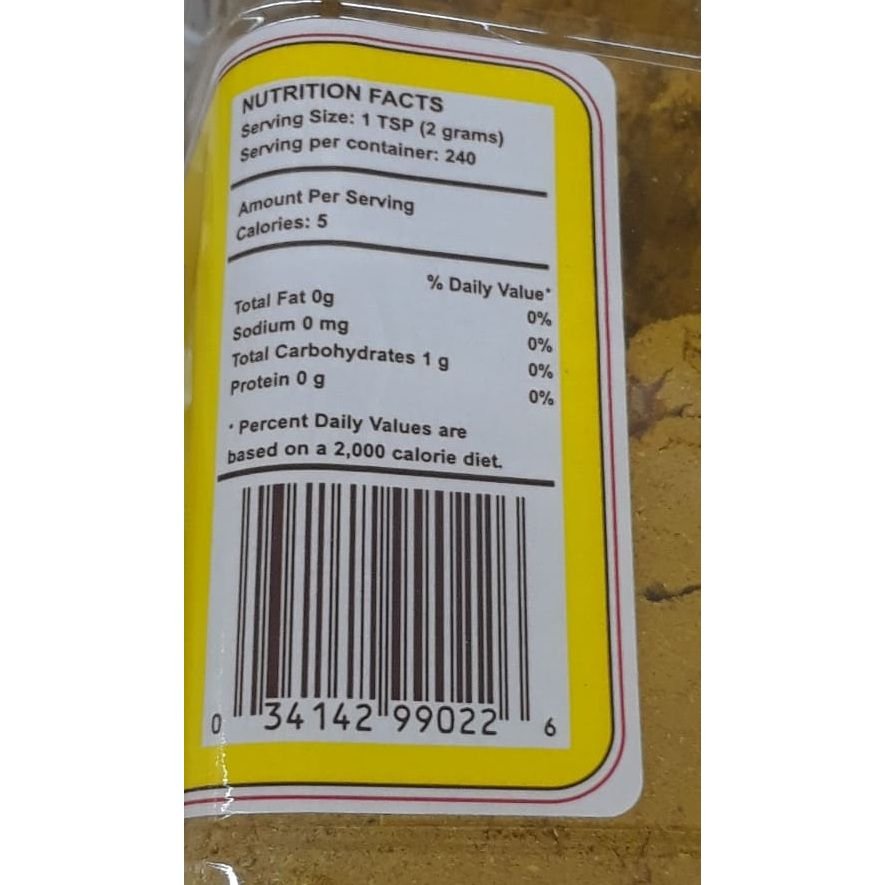 NUTRITION FACTS
Serving Size: 1 TSP (2 grams)
Serving per container: 240
Amount Per Serving
Calories: 5
% Daily Value*
Total Fat 0g 0%
Sodium 0 mg 0%
Total Carbohydrates 1 g 0%
Protein 0 g 0%
* Percent Daily Values are
based on a 2,000 calorie diet.
0 34142 99022 6